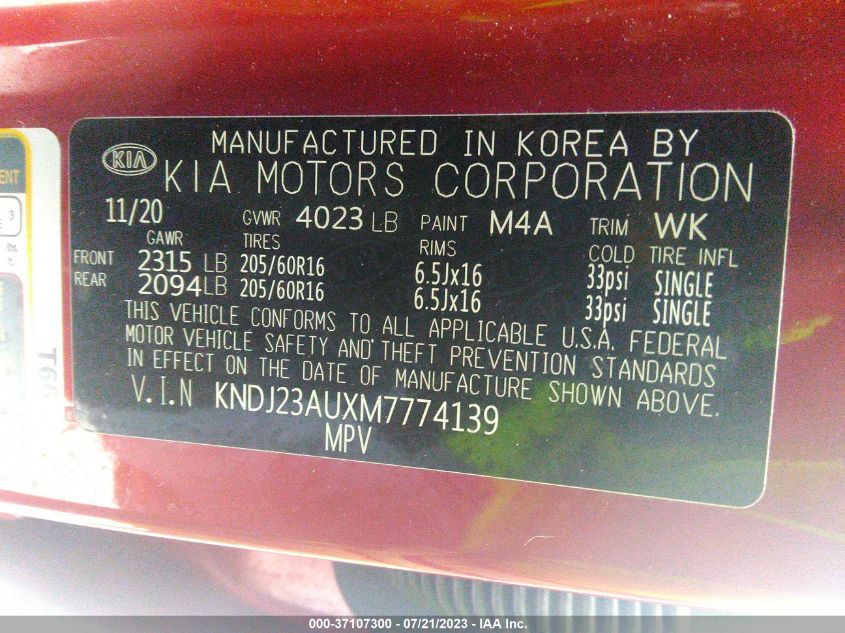 MANUFACTURED IN KOREA BY
KIA KIA MOTORS CORPORATION
11/20 GVWR 4023 LB PAINT M4A TRIM WK
GAWR TIRES RIMS COLD TIRE INFL
FRONT 2315 LB 205/60R16 6.5Jx16 33psi SINGLE
REAR 2094LB 205/60R16 6.5Jx16 33psi SINGLE
THIS VEHICLE CONFORMS TO ALL APPLICABLE U.S.A. FEDERAL
MOTOR VEHICLE SAFETY AND THEFT PREVENTION STANDARDS
IN EFFECT ON THE DATE OF MANUFACTURE SHOWN ABOVE.
V.I.N KNDJ23AUXM7774139
MPV
000-37107300 - 07/21/2023 - IAA Inc.